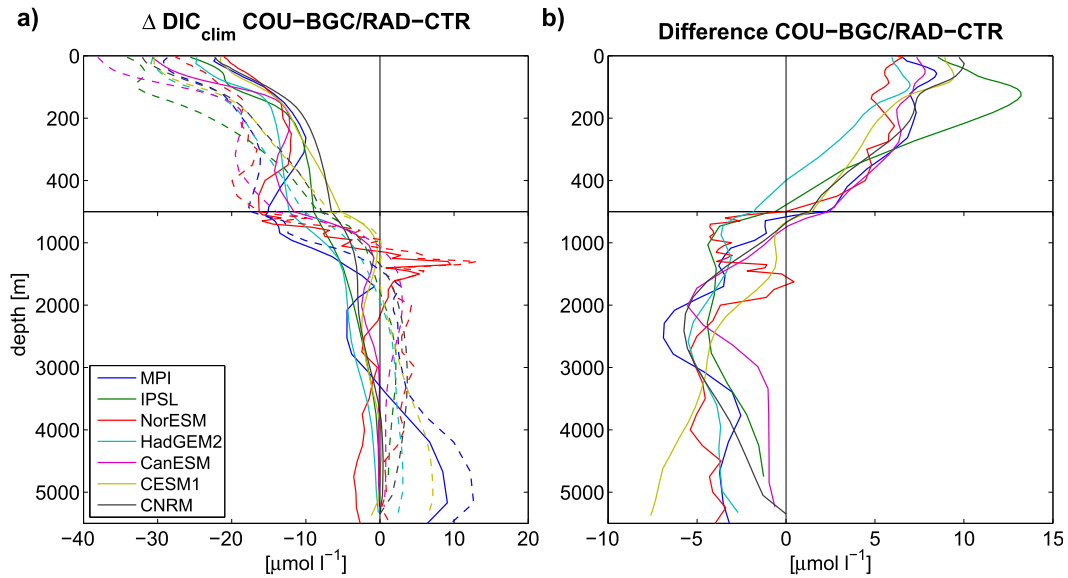 a)
Δ DIC_clim COU−BGC/RAD−CTR
0
200
400
1000
2000
3000
4000
5000
depth [m]
MPI
IPSL
NorESM
HadGEM2
CanESM
CESM1
CNRM
−40 −30 −20 −10 0 10 20
[μmol l⁻¹]
b)
Difference COU−BGC/RAD−CTR
0
200
400
1000
2000
3000
4000
5000
−10 −5 0 5 10 15
[μmol l⁻¹]